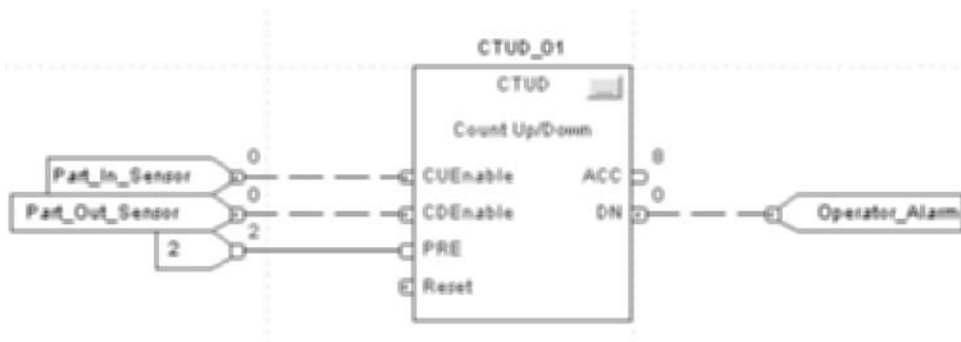 CTUD_01
CTUD
Count Up/Down
Part_In_Sensor 0 CUEnable ACC 8
Part_Out_Sensor 0 CDEnable DN 0 Operator_Alarm
2 2 PRE
Reset